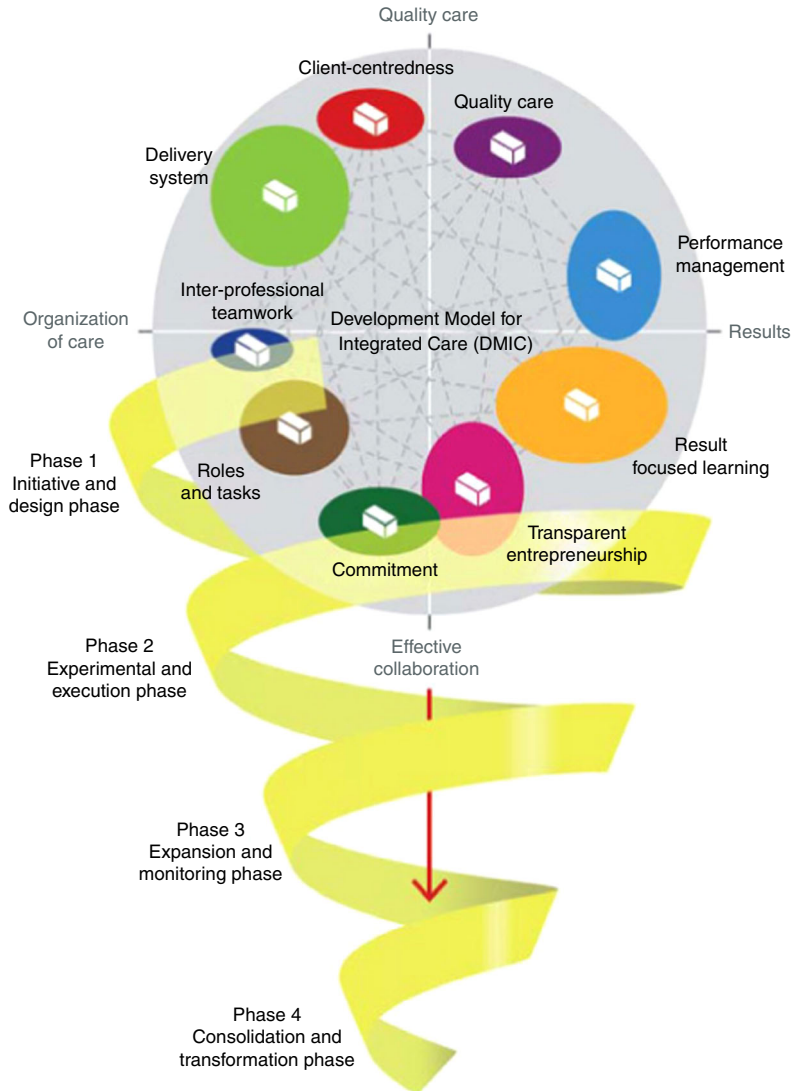 Quality care
Client-centredness
Quality care
Delivery
system
Performance
management
Inter-professional
teamwork
Organization
of care
Development Model for
Integrated Care (DMIC)
Results
Result
focused learning
Phase 1
Initiative and
design phase
Roles
and tasks
Transparent
entrepreneurship
Commitment
Effective
collaboration
Phase 2
Experimental and
execution phase
Phase 3
Expansion and
monitoring phase
Phase 4
Consolidation and
transformation phase